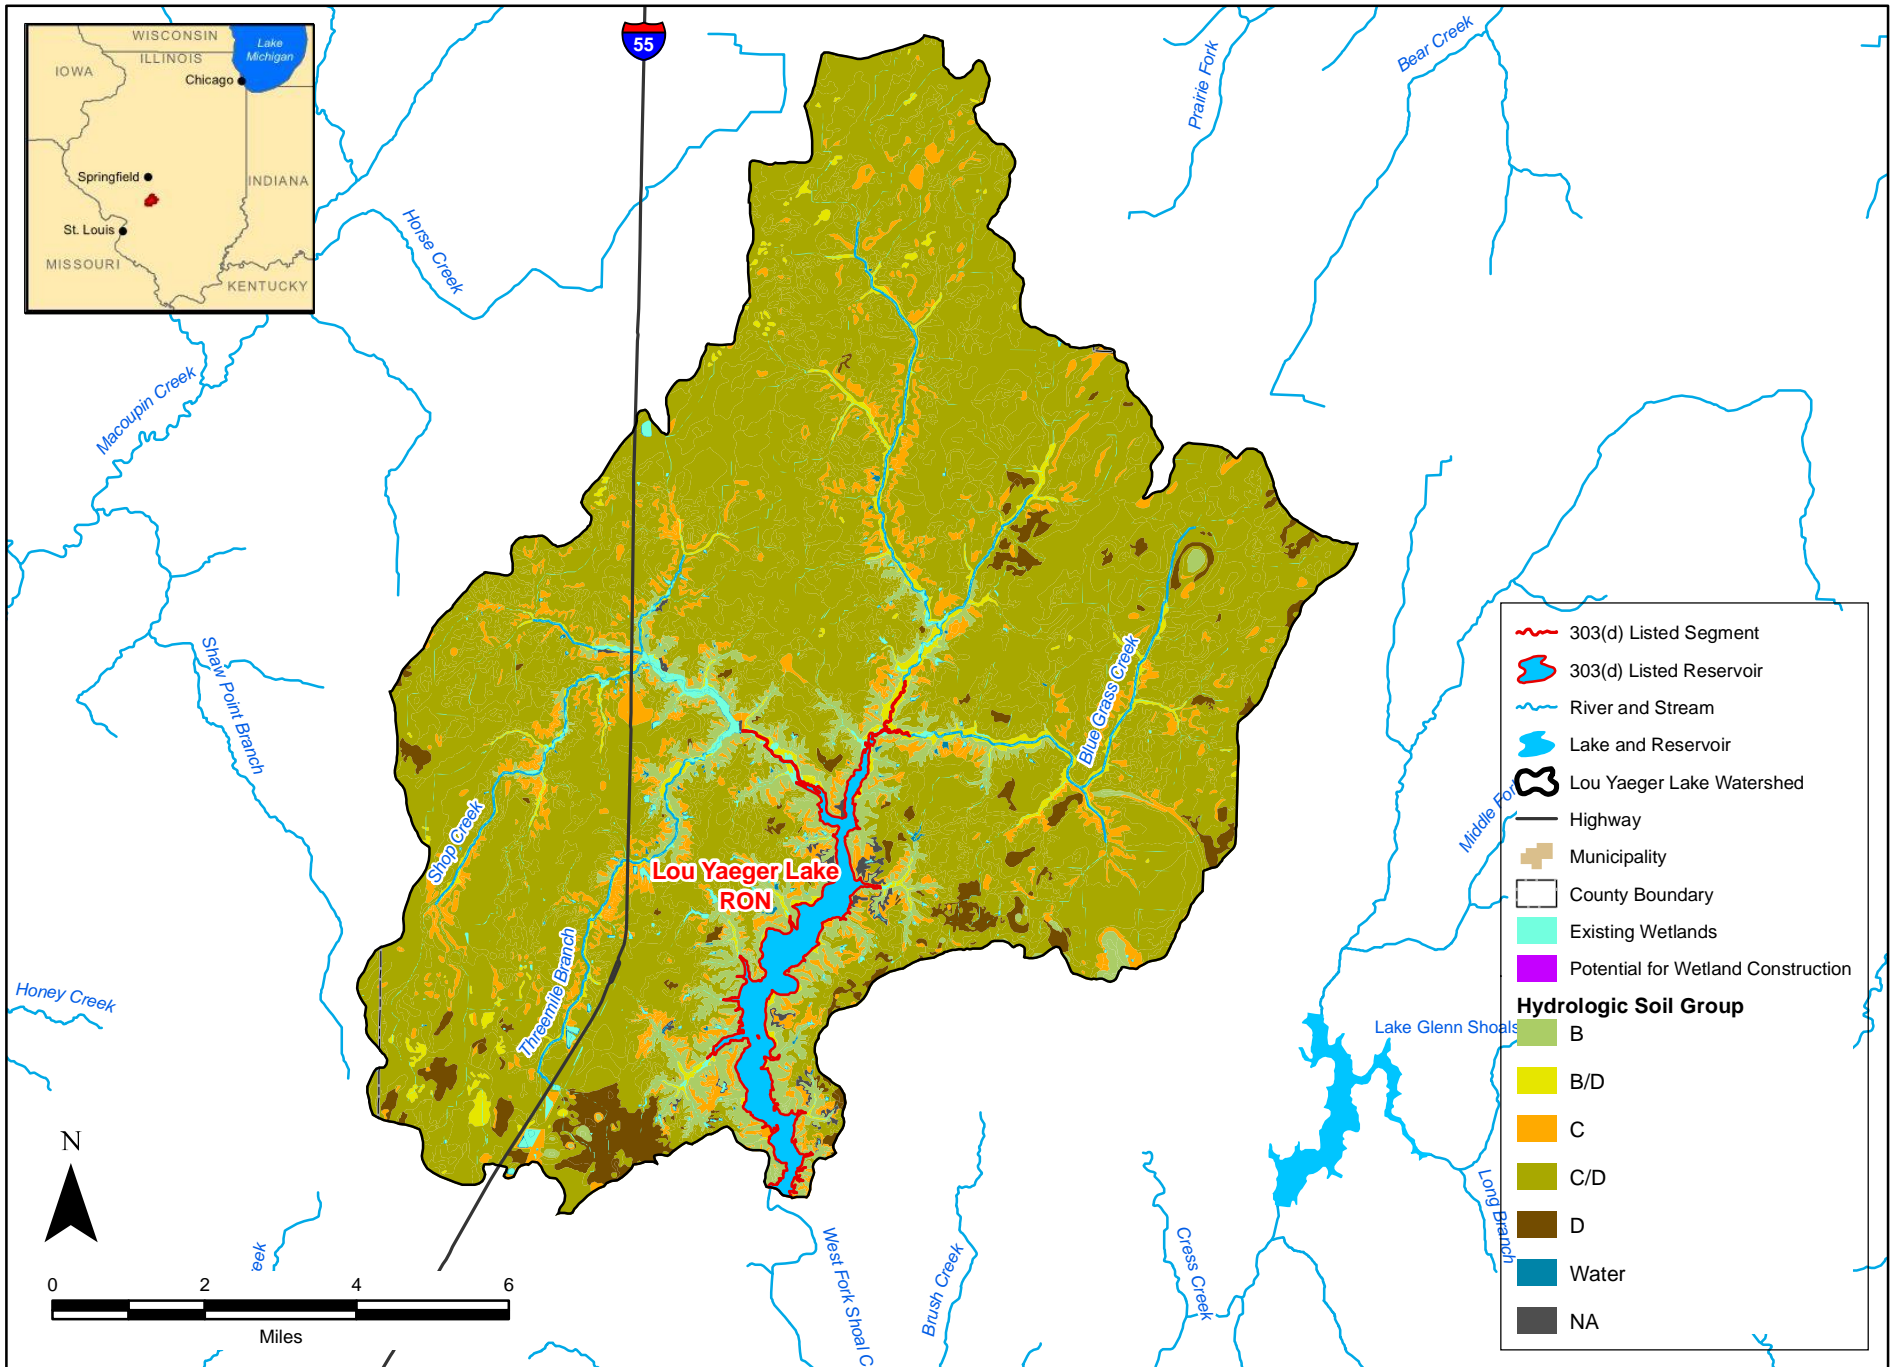 WISCONSIN
ILLINOIS
Lake
Michigan
IOWA
Chicago
Springfield
INDIANA
St. Louis
MISSOURI
KENTUCKY
55
Prairie Fork
Bear Creek
Horse Creek
Macoupin Creek
Shaw Point Branch
Honey Creek
Shop Creek
Threemile Branch
Blue Grass Creek
Lou Yaeger Lake
RON
Middle For
Lake Glenn Shoals
Long Branch
West Fork Shoal C
Brush Creek
Cress Creek
eek
N
0 2 4 6
Miles
303(d) Listed Segment
303(d) Listed Reservoir
River and Stream
Lake and Reservoir
Lou Yaeger Lake Watershed
Highway
Municipality
County Boundary
Existing Wetlands
Potential for Wetland Construction
Hydrologic Soil Group
B
B/D
C
C/D
D
Water
NA